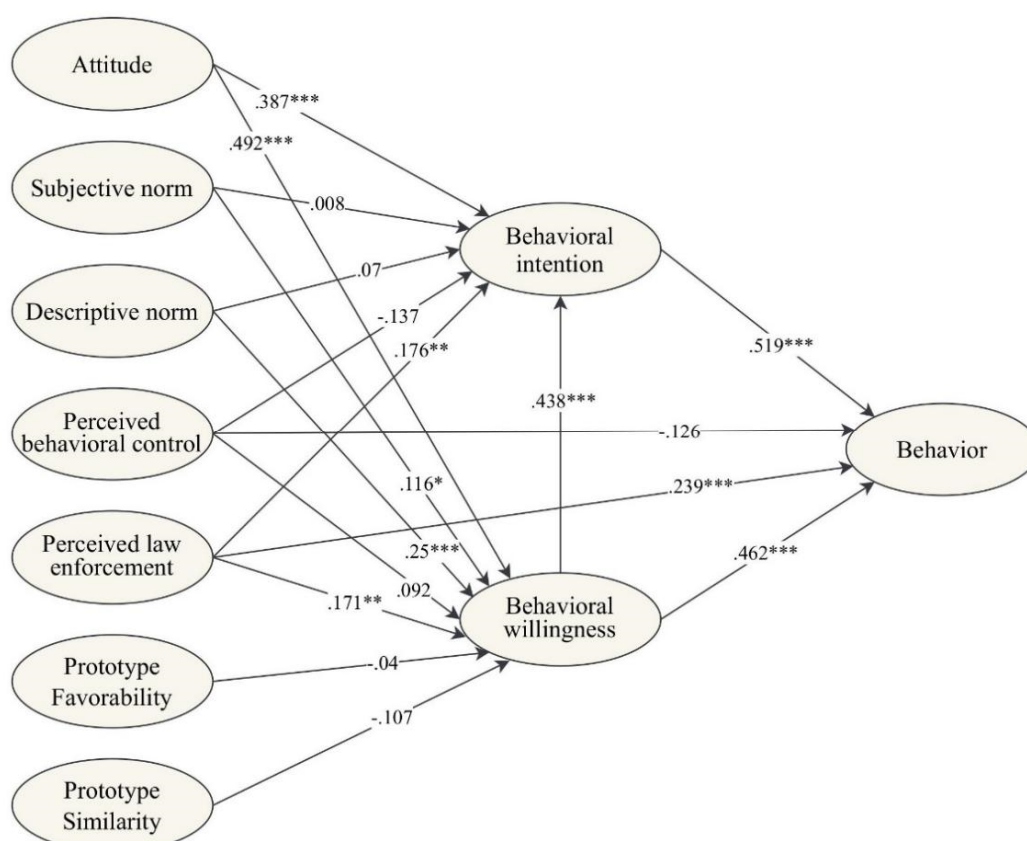 Attitude
.387***
.492***
Subjective norm
.008
Behavioral
intention
.07
Descriptive norm
-.137
.176**
.519***
Perceived
behavioral control
.438***
-.126
Behavior
.116*
.239***
Perceived law
enforcement
.25***
.462***
.092
.171**
Behavioral
willingness
Prototype
Favorability
-.04
-.107
Prototype
Similarity